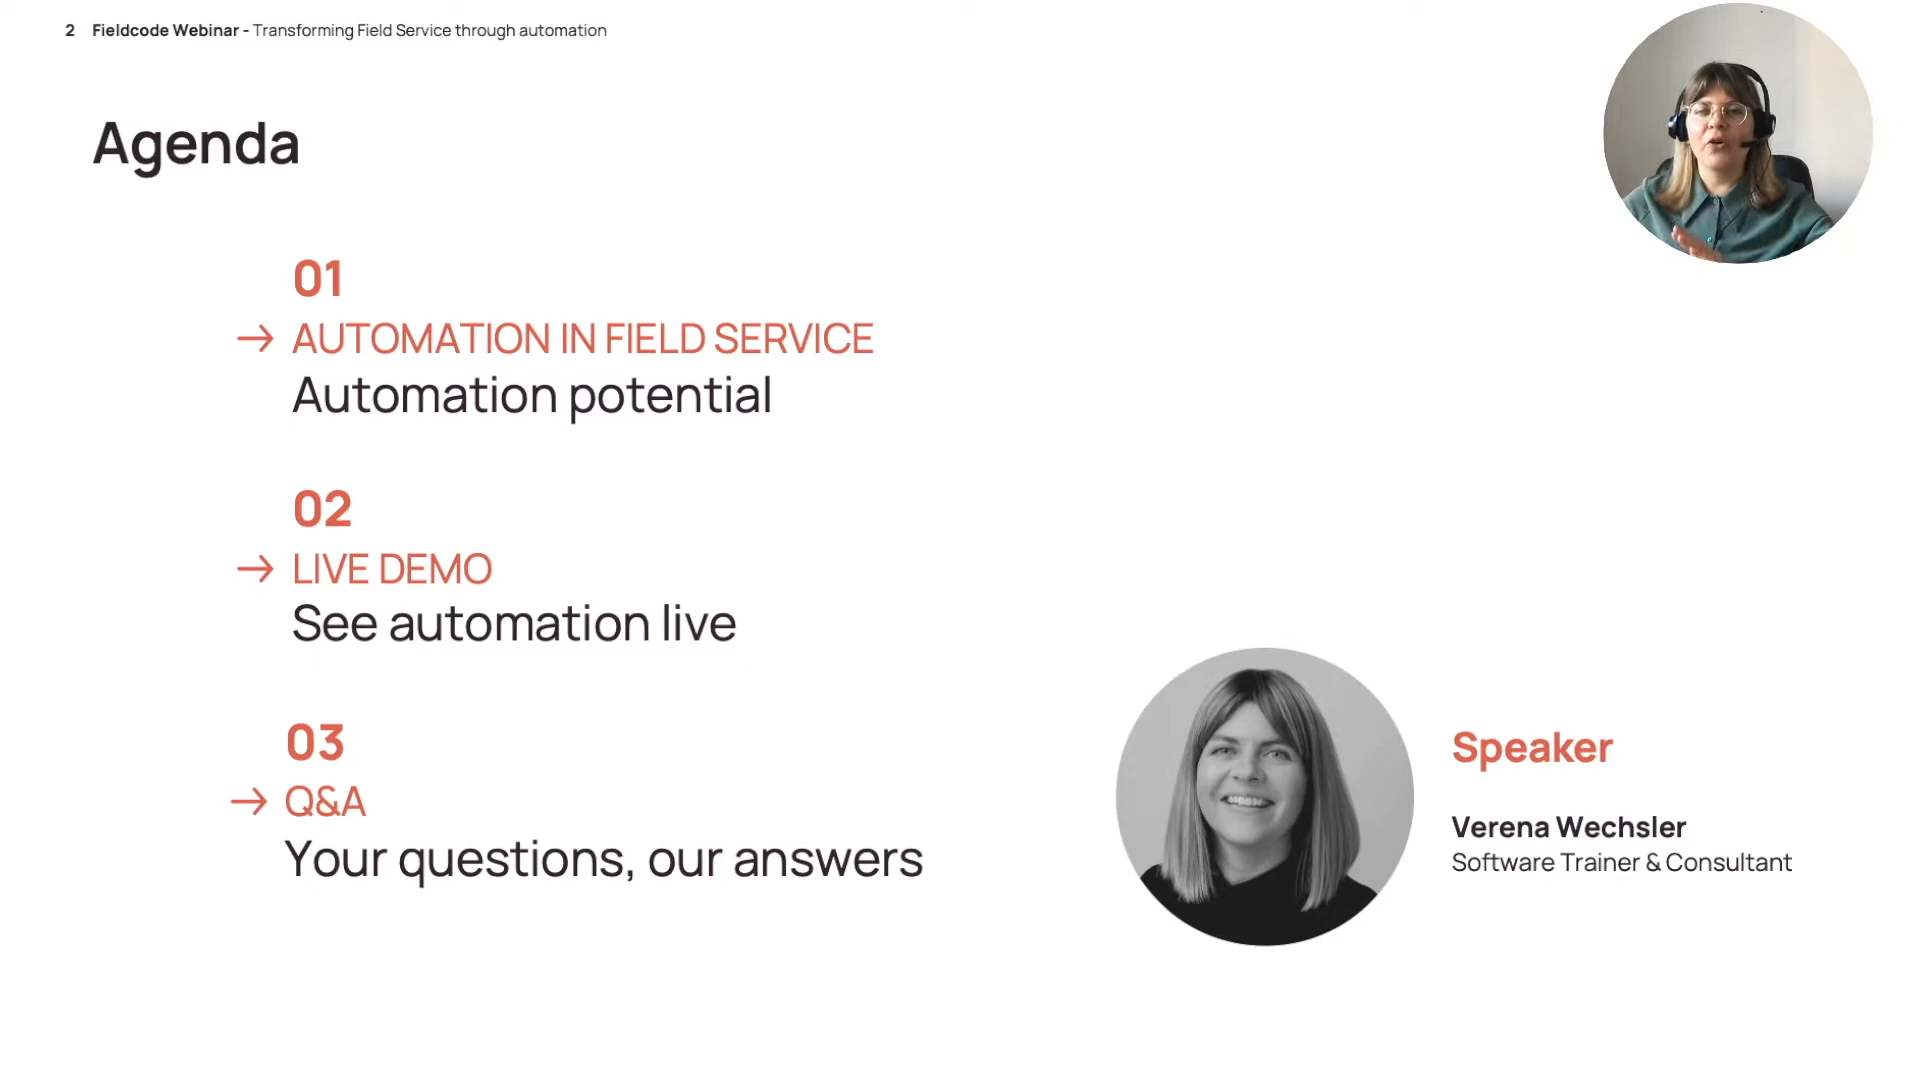 2 Fieldcode Webinar - Transforming Field Service through automation
Agenda
01
→ AUTOMATION IN FIELD SERVICE
Automation potential
02
→ LIVE DEMO
See automation live
03
→ Q&A
Your questions, our answers
Speaker
Verena Wechsler
Software Trainer & Consultant